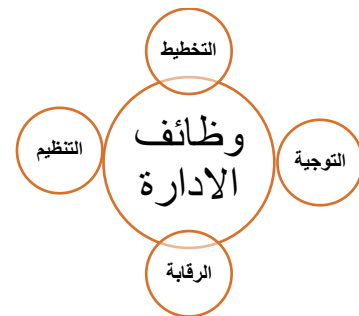 التخطيط
وظائف
الادارة
التوجية
التنظيم
الرقابة